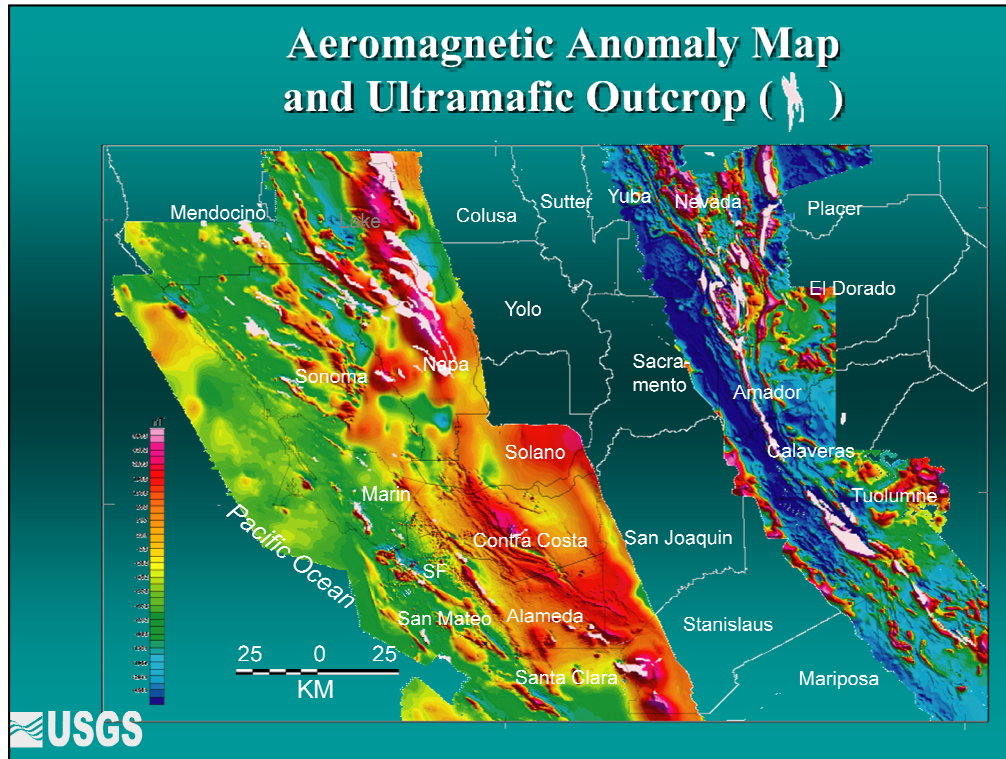 Aeromagnetic Anomaly Map
and Ultramafic Outcrop ( )
Mendocino
Lake
Colusa
Sutter
Yuba
Nevada
Placer
El Dorado
Yolo
Sacra-
mento
Sonoma
Napa
Amador
Solano
Calaveras
Marin
Tuolumne
Contra Costa
San Joaquin
Pacific Ocean
SF
San Mateo
Alameda
Stanislaus
25 0 25
KM
Santa Clara
Mariposa
USGS